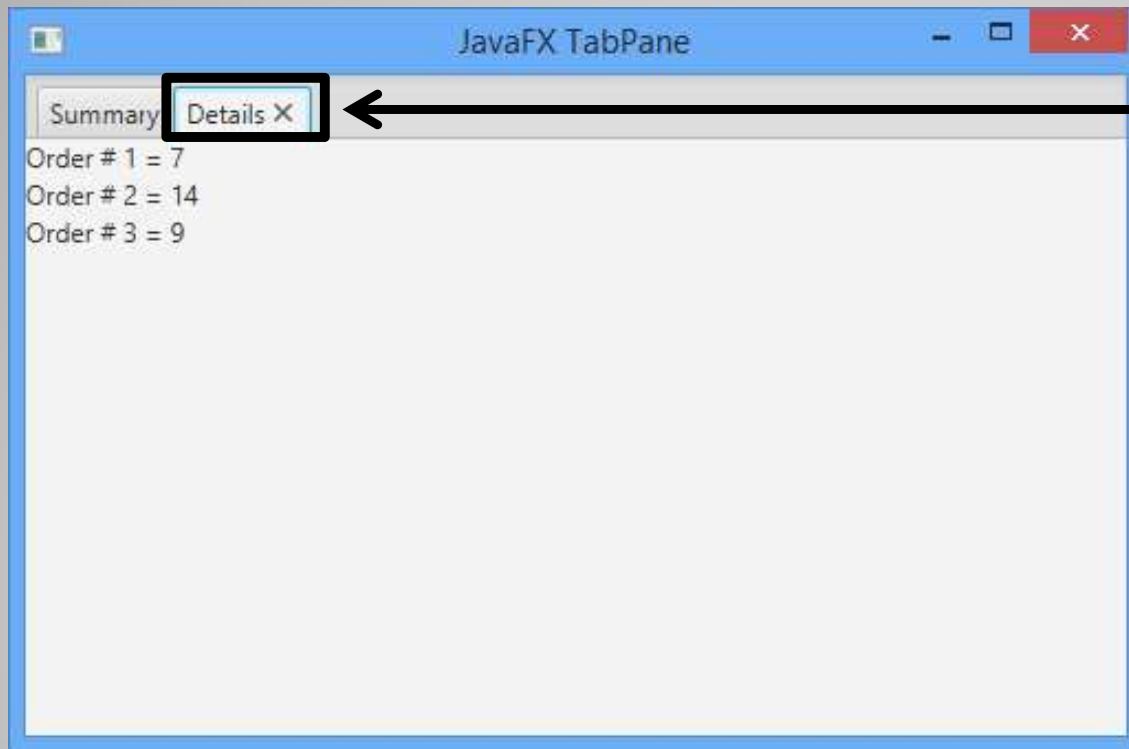 JavaFX TabPane
Summary Details
Order # 1 = 7
Order # 2 = 14
Order # 3 = 9